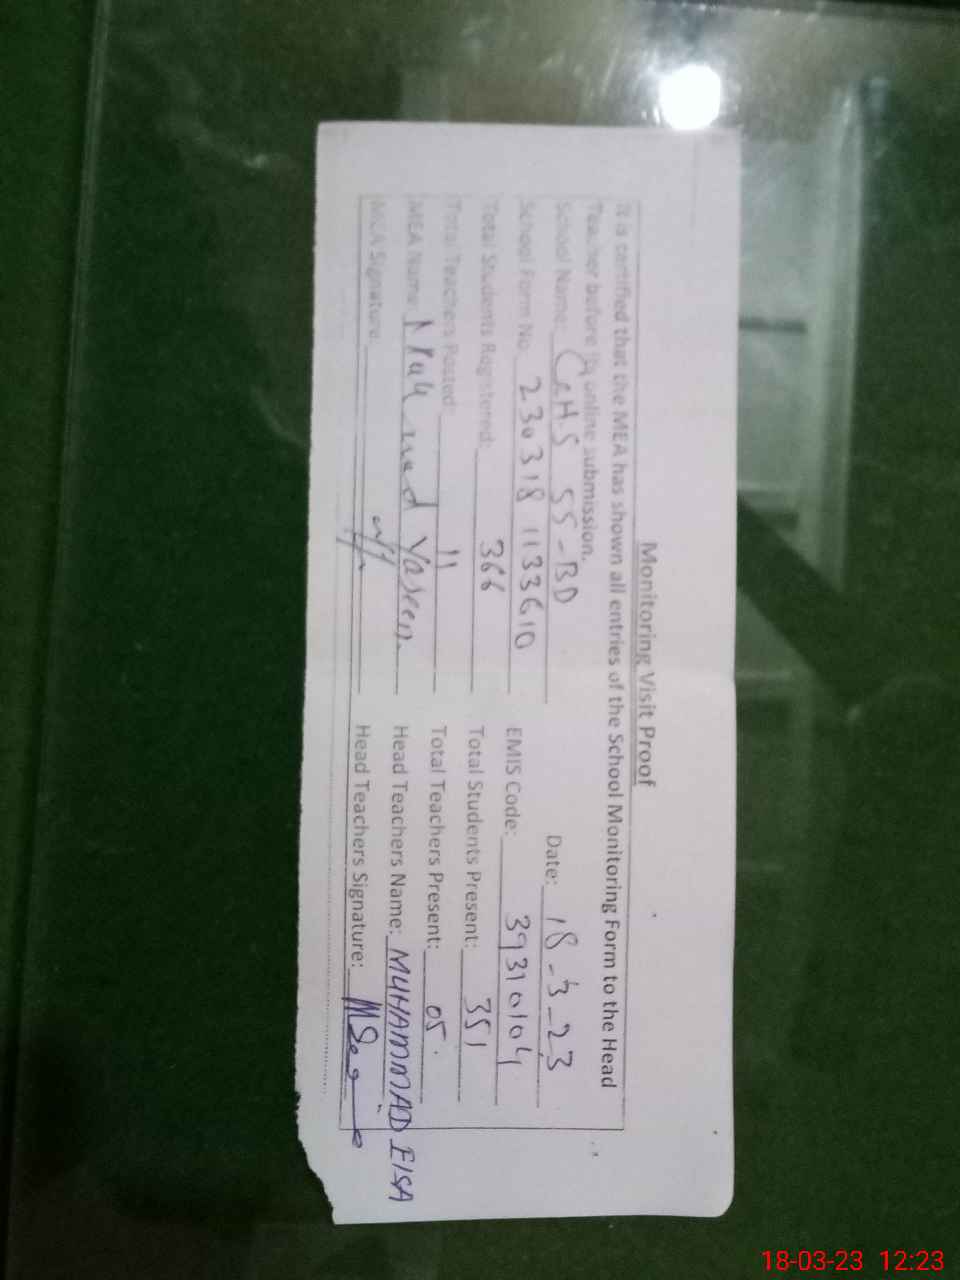 Monitoring Visit Proof
It is certified that the MEA has shown all entries of the School Monitoring Form to the Head
Teacher before its online submission.
School Name: GHS 55-BD Date: 18-3-23
School Form No: 230318 1133610 EMIS Code: 39310104
Total Students Registered: 366 Total Students Present: 351
Total Teachers Posted: 11 Total Teachers Present: 05
MEA Name: Yaseen Head Teachers Name: MUHAMMAD EISA
MEA Signature: Head Teachers Signature:
18-03-23 12:23